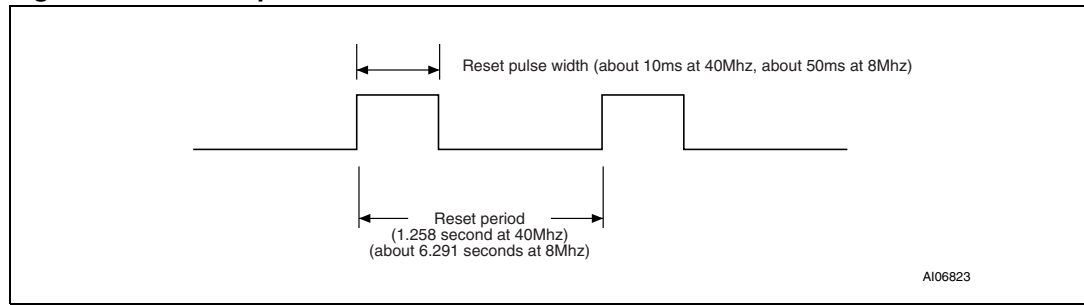 Reset pulse width (about 10ms at 40Mhz, about 50ms at 8Mhz)
Reset period
(1.258 second at 40Mhz)
(about 6.291 seconds at 8Mhz)
AI06823